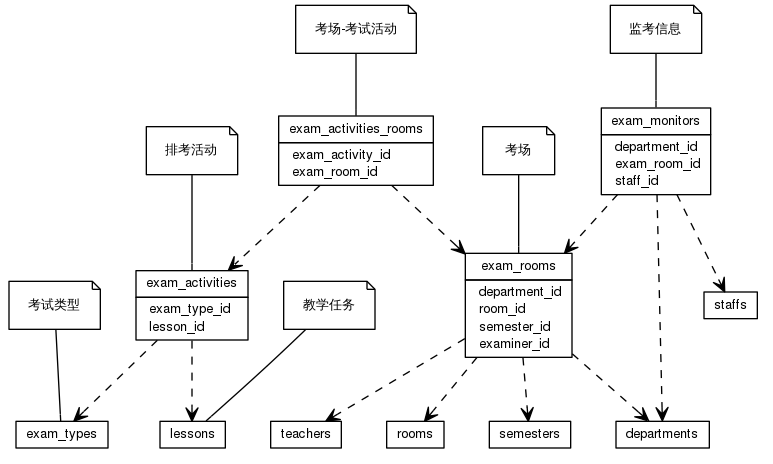 考场-考试活动
监考信息
exam_activities_rooms
exam_activity_id
exam_room_id
exam_monitors
department_id
exam_room_id
staff_id
排考活动
考场
exam_activities
exam_type_id
lesson_id
exam_rooms
department_id
room_id
semester_id
examiner_id
考试类型
教学任务
staffs
exam_types
lessons
teachers
rooms
semesters
departments